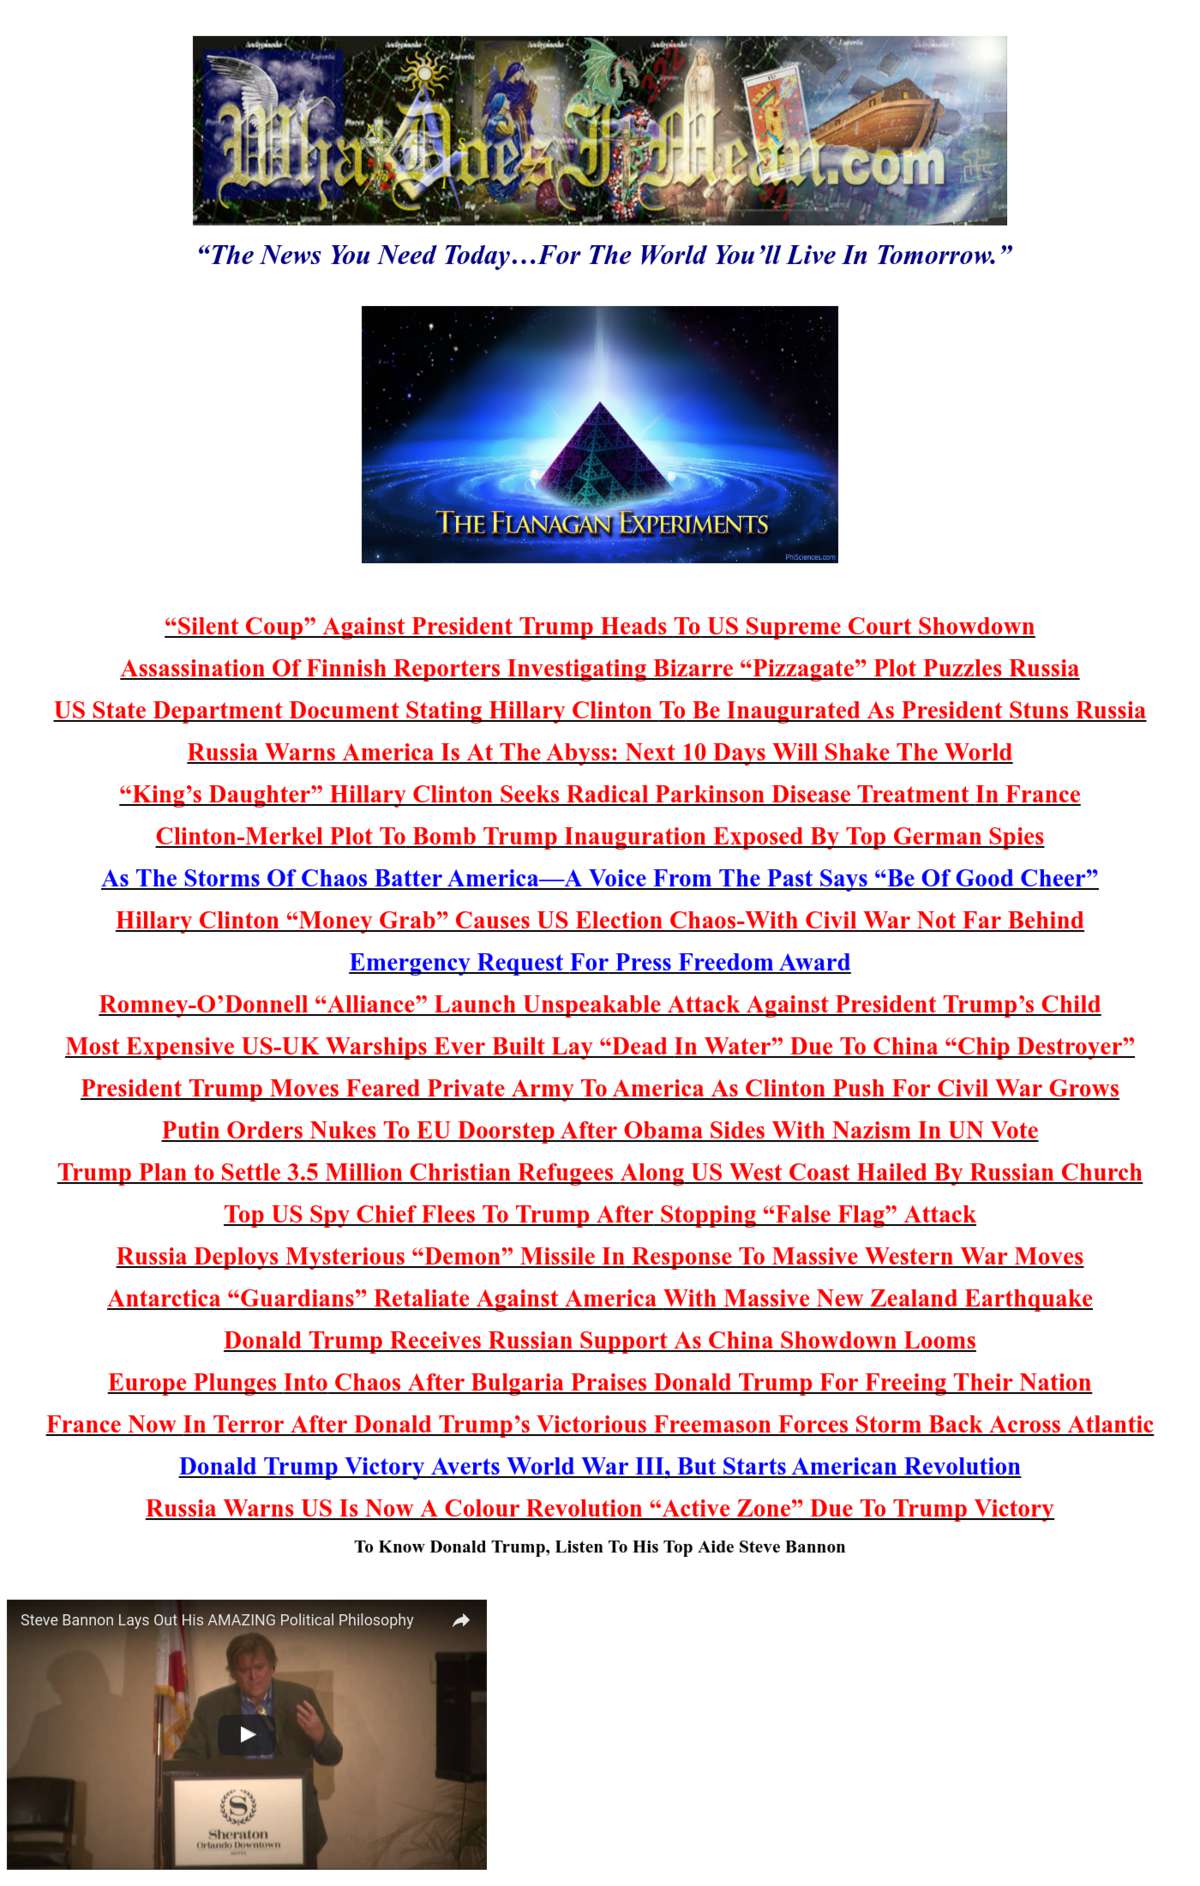 WhatDoesItMean.com
“The News You Need Today…For The World You’ll Live In Tomorrow.”
THE FLANAGAN EXPERIMENTS
PhiSciences.com
“Silent Coup” Against President Trump Heads To US Supreme Court Showdown
Assassination Of Finnish Reporters Investigating Bizarre “Pizzagate” Plot Puzzles Russia
US State Department Document Stating Hillary Clinton To Be Inaugurated As President Stuns Russia
Russia Warns America Is At The Abyss: Next 10 Days Will Shake The World
“King’s Daughter” Hillary Clinton Seeks Radical Parkinson Disease Treatment In France
Clinton-Merkel Plot To Bomb Trump Inauguration Exposed By Top German Spies
As The Storms Of Chaos Batter America—A Voice From The Past Says “Be Of Good Cheer”
Hillary Clinton “Money Grab” Causes US Election Chaos-With Civil War Not Far Behind
Emergency Request For Press Freedom Award
Romney-O’Donnell “Alliance” Launch Unspeakable Attack Against President Trump’s Child
Most Expensive US-UK Warships Ever Built Lay “Dead In Water” Due To China “Chip Destroyer”
President Trump Moves Feared Private Army To America As Clinton Push For Civil War Grows
Putin Orders Nukes To EU Doorstep After Obama Sides With Nazism In UN Vote
Trump Plan to Settle 3.5 Million Christian Refugees Along US West Coast Hailed By Russian Church
Top US Spy Chief Flees To Trump After Stopping “False Flag” Attack
Russia Deploys Mysterious “Demon” Missile In Response To Massive Western War Moves
Antarctica “Guardians” Retaliate Against America With Massive New Zealand Earthquake
Donald Trump Receives Russian Support As China Showdown Looms
Europe Plunges Into Chaos After Bulgaria Praises Donald Trump For Freeing Their Nation
France Now In Terror After Donald Trump’s Victorious Freemason Forces Storm Back Across Atlantic
Donald Trump Victory Averts World War III, But Starts American Revolution
Russia Warns US Is Now A Colour Revolution “Active Zone” Due To Trump Victory
To Know Donald Trump, Listen To His Top Aide Steve Bannon
Steve Bannon Lays Out His AMAZING Political Philosophy
S
Sheraton
Orlando Downtown
HOTEL